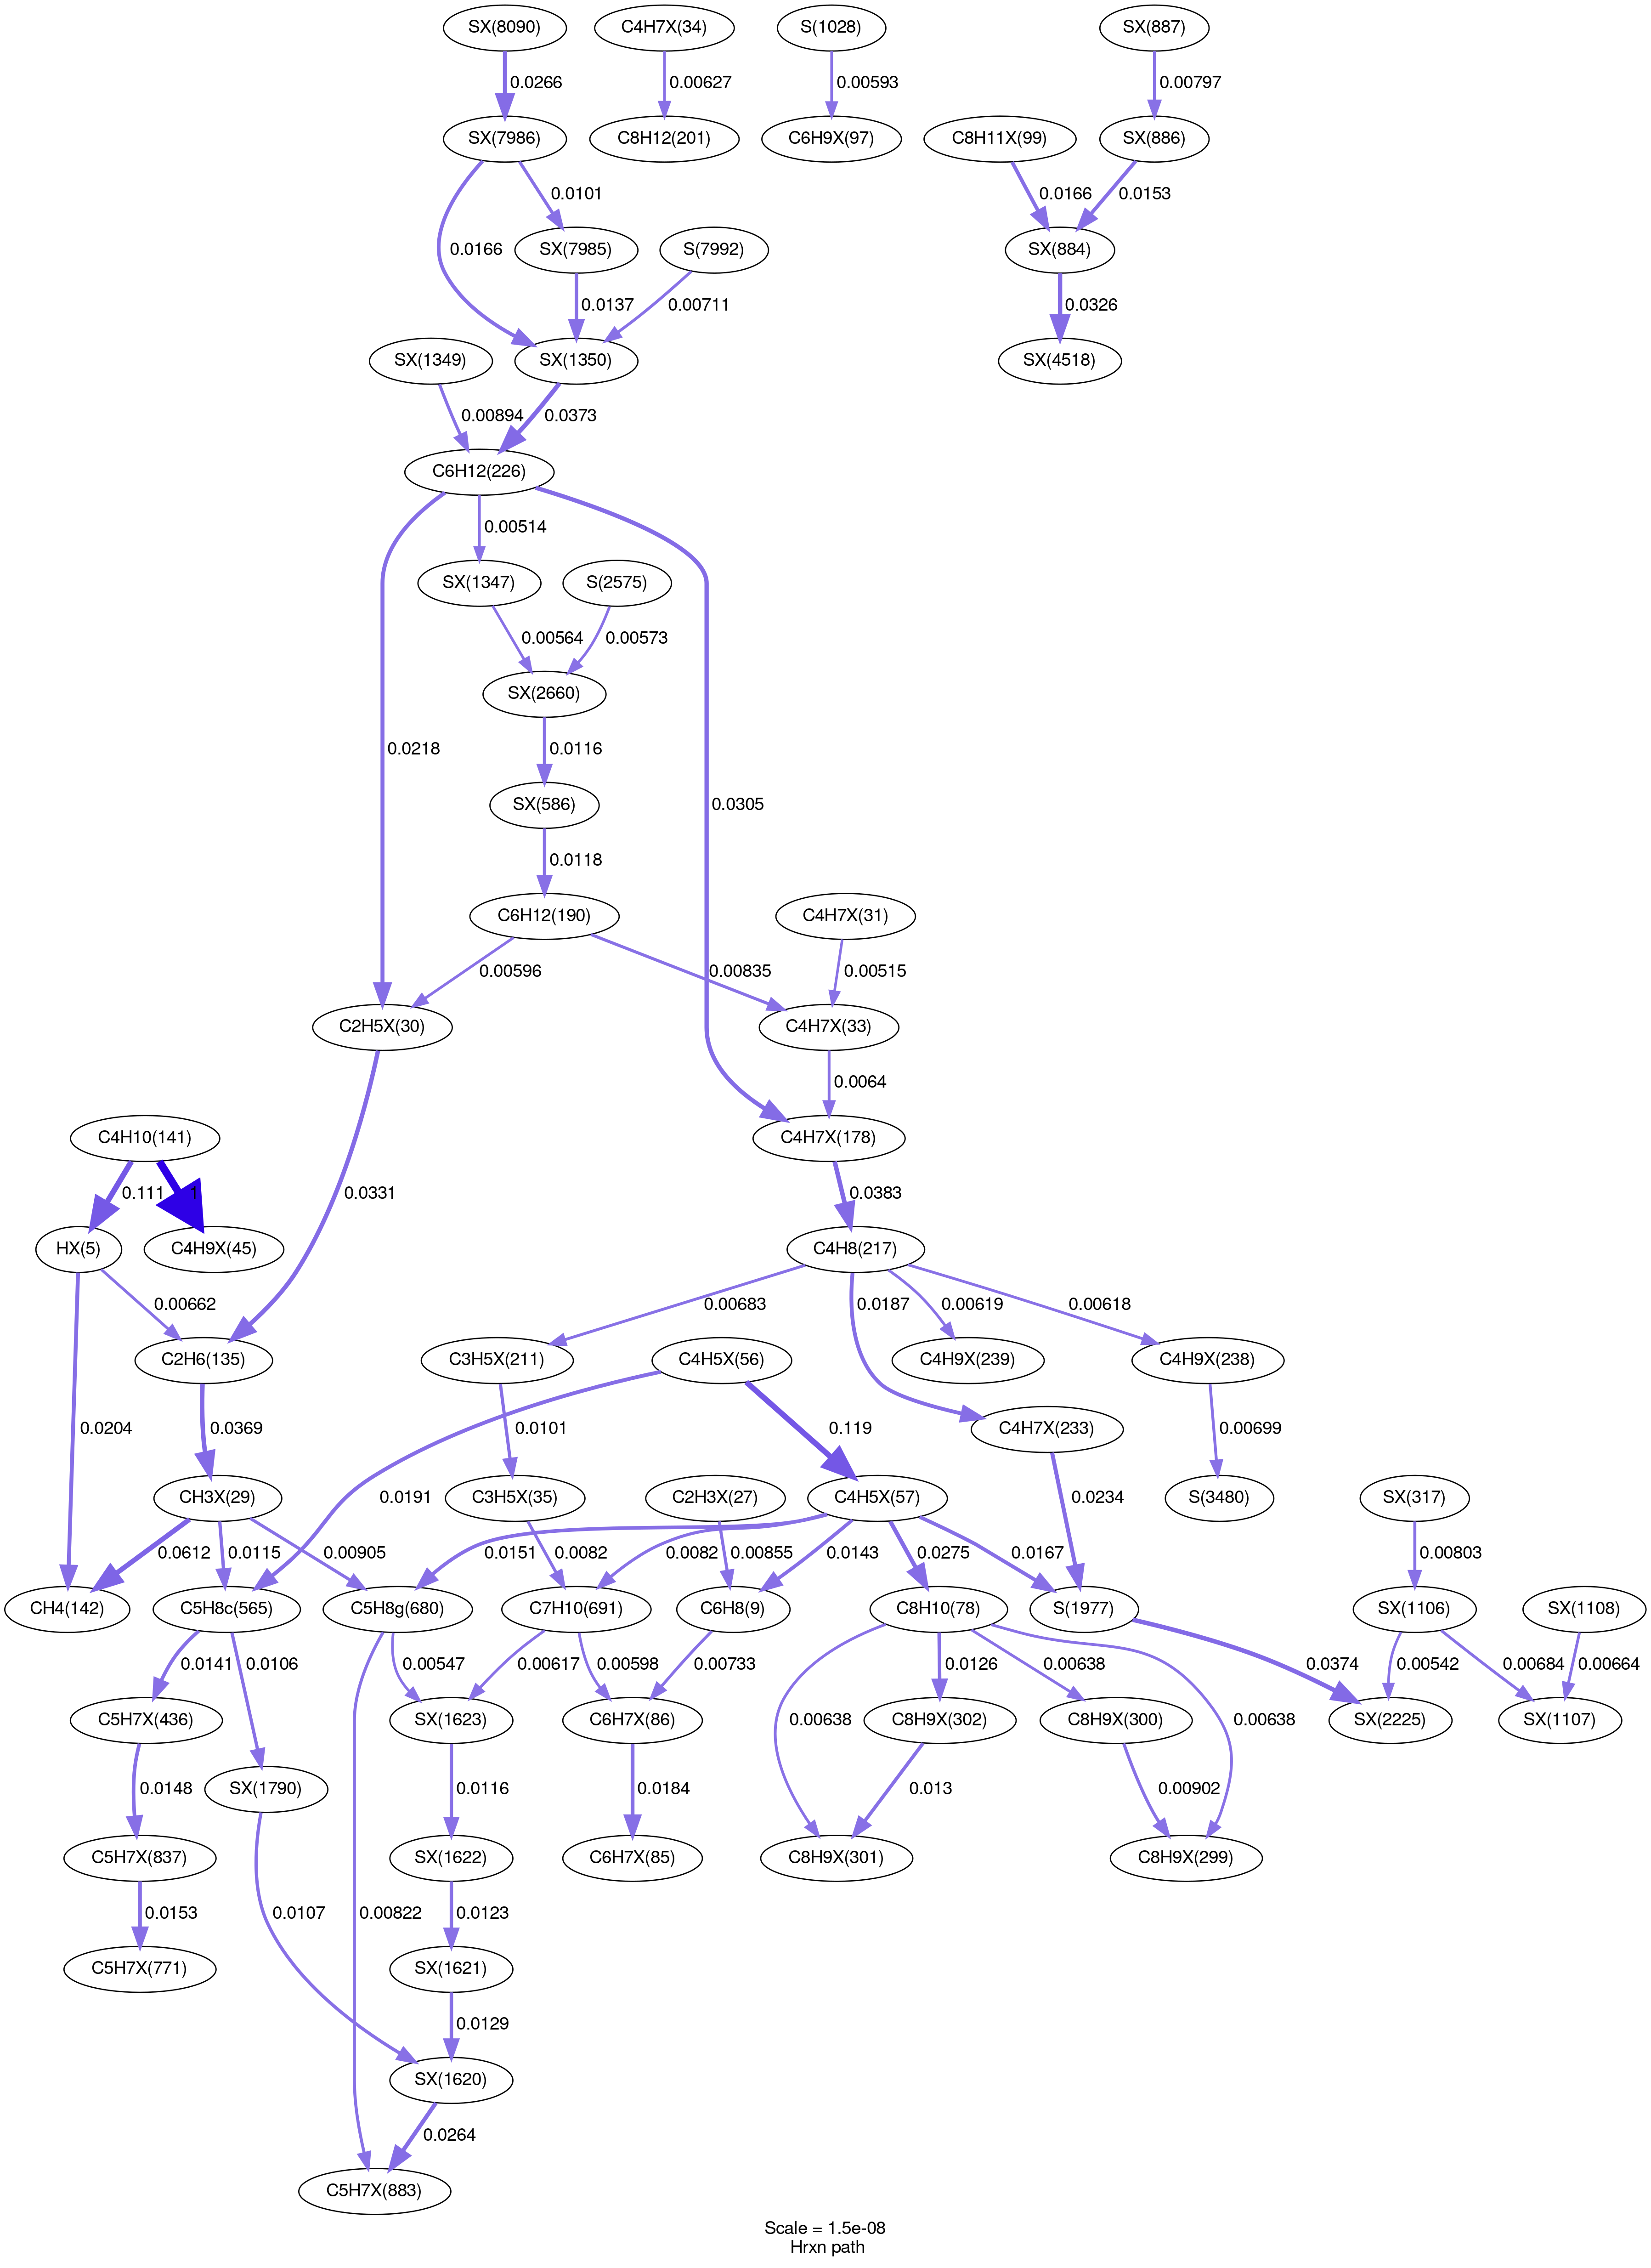 SX(8090)
C4H7X(34)
S(1028)
SX(887)
0.0266
0.00627
0.00593
0.00797
SX(7986)
C8H12(201)
C6H9X(97)
C8H11X(99)
SX(886)
0.0101
0.0166
0.0153
0.0166
SX(7985)
S(7992)
SX(884)
0.0137
0.00711
0.0326
SX(1349)
SX(1350)
SX(4518)
0.00894
0.0373
C6H12(226)
0.00514
SX(1347)
S(2575)
0.00564
0.00573
SX(2660)
0.0218
0.0116
SX(586)
0.0305
0.0118
C6H12(190)
C4H7X(31)
0.00596
0.00835
0.00515
C2H5X(30)
C4H7X(33)
0.0064
C4H10(141)
C4H7X(178)
0.111
1
0.0331
0.0383
HX(5)
C4H9X(45)
C4H8(217)
0.00662
0.00683
0.0187
0.00619
0.00618
C2H6(135)
C3H5X(211)
C4H5X(56)
C4H9X(239)
C4H9X(238)
0.0204
0.0369
0.0101
0.119
C4H7X(233)
0.00699
CH3X(29)
0.0191
C3H5X(35)
C2H3X(27)
C4H5X(57)
0.0234
S(3480)
SX(317)
0.0612
0.0115
0.00905
0.0151
0.0082
0.0082
0.00855
0.0143
0.0275
0.0167
0.00803
CH4(142)
C5H8c(565)
C5H8g(680)
C7H10(691)
C6H8(9)
C8H10(78)
S(1977)
SX(1106)
SX(1108)
0.0141
0.0106
0.00547
0.00617
0.00598
0.00733
0.0126
0.00638
0.0374
0.00542
0.00684
0.00664
C5H7X(436)
SX(1623)
C6H7X(86)
0.00638
C8H9X(302)
C8H9X(300)
0.00638
SX(2225)
SX(1107)
0.0148
SX(1790)
0.0116
0.0184
0.013
0.00902
C5H7X(837)
SX(1622)
C6H7X(85)
C8H9X(301)
C8H9X(299)
0.0153
0.0107
0.00822
0.0123
C5H7X(771)
SX(1621)
0.0129
SX(1620)
0.0264
C5H7X(883)
Scale = 1.5e-08
Hrxn path